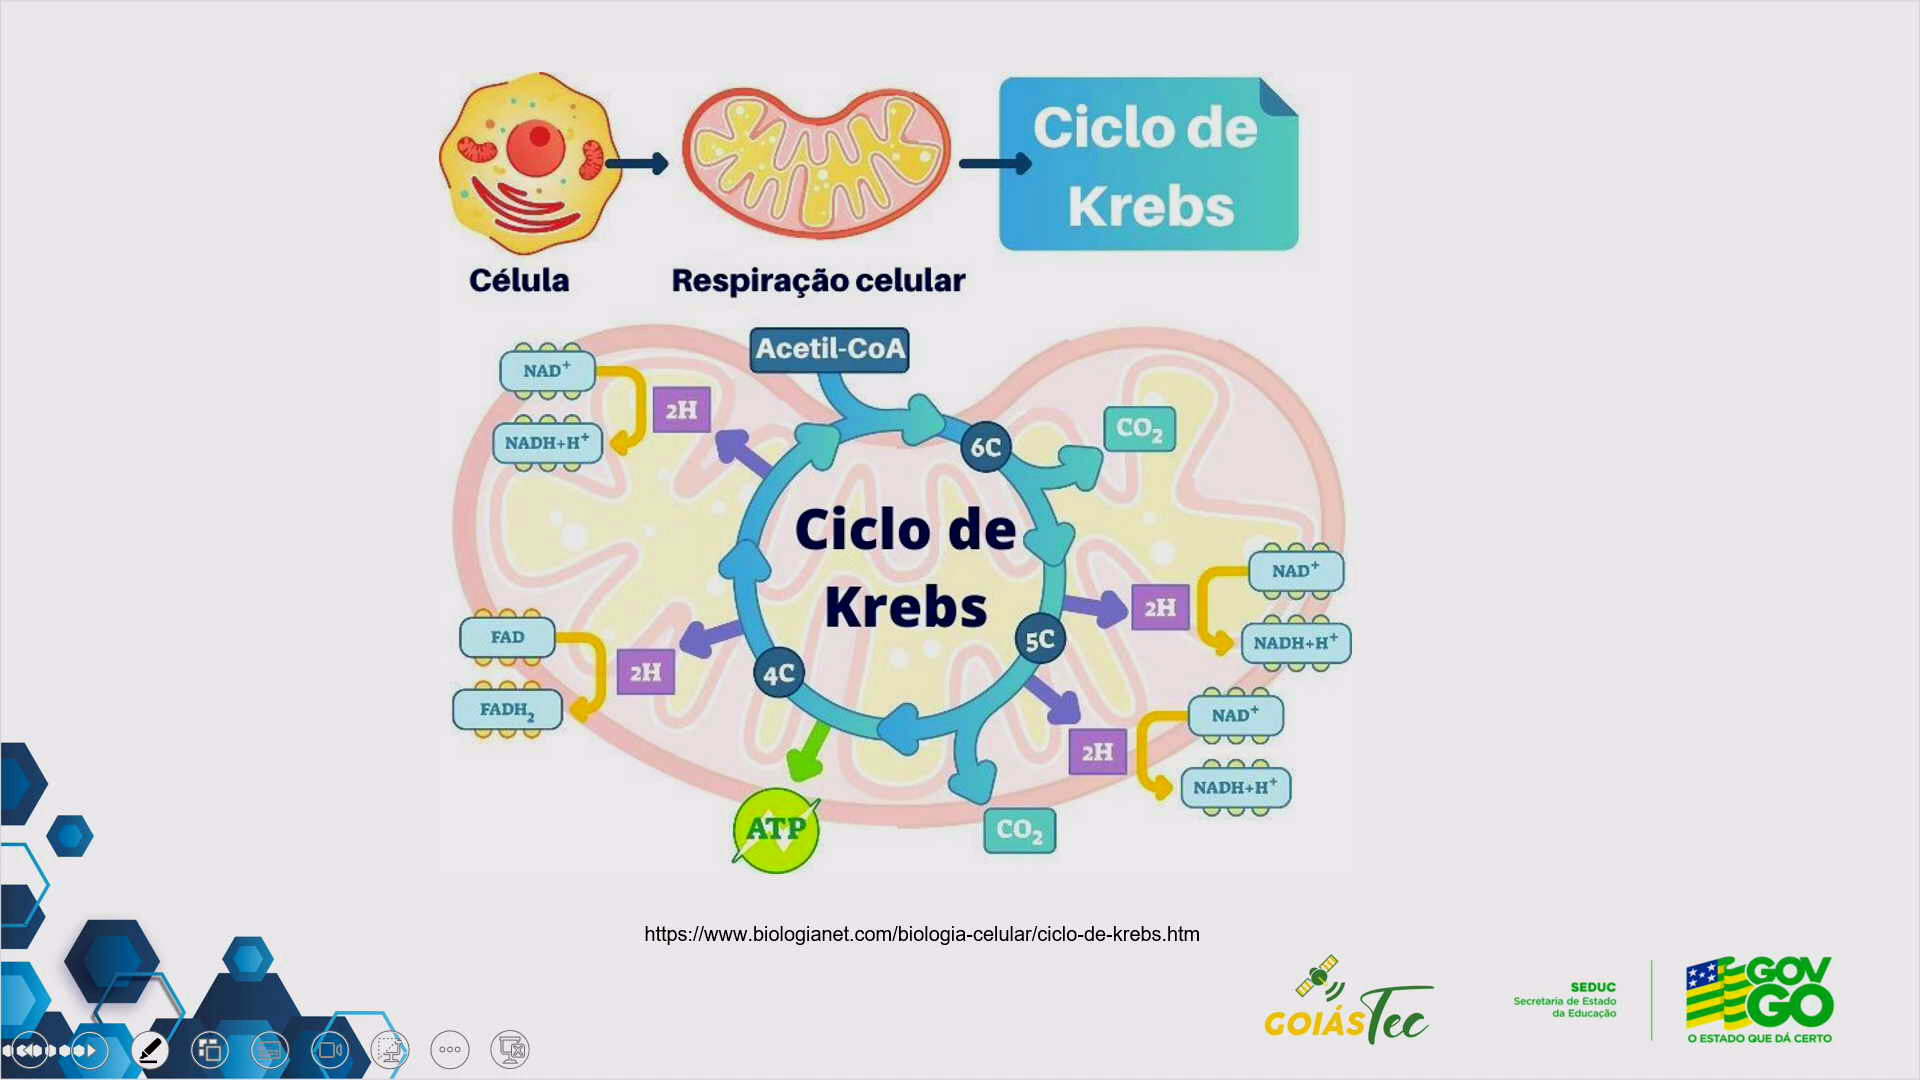 Ciclo de
Krebs
Célula
Respiração celular
Acetil-CoA
NAD+
2H
NADH+H+
6C
CO2
Ciclo de
Krebs
NAD+
2H
NADH+H+
5C
FAD
2H
FADH2
4C
NAD+
2H
NADH+H+
ATP
CO2
https://www.biologianet.com/biologia-celular/ciclo-de-krebs.htm
GOIÁSTec
SEDUC
Secretaria de Estado
da Educação
GOV
GO
O ESTADO QUE DÁ CERTO